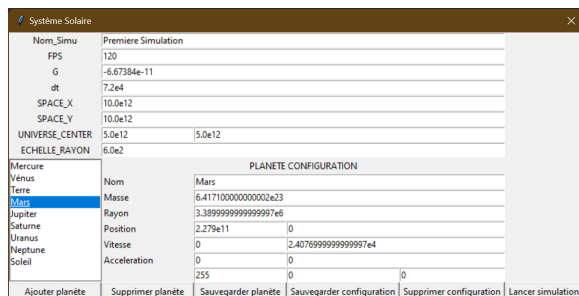 Système Solaire
Nom_Simu Premiere Simulation
FPS 120
G -6.67384e-11
dt 7.2e4
SPACE_X 10.0e12
SPACE_Y 10.0e12
UNIVERSE_CENTER 5.0e12 5.0e12
ECHELLE_RAYON 6.0e2
Mercure
Vénus
Terre
Mars
Jupiter
Saturne
Uranus
Neptune
Soleil
PLANETE CONFIGURATION
Nom Mars
Masse 6.417100000000002e23
Rayon 3.3899999999999997e6
Position 2.279e11 0
Vitesse 0 2.4076999999999997e4
Acceleration 0 0
255 0 0
Ajouter planète Supprimer planète Sauvegarder planète Sauvegarder configuration Supprimer configuration Lancer simulation